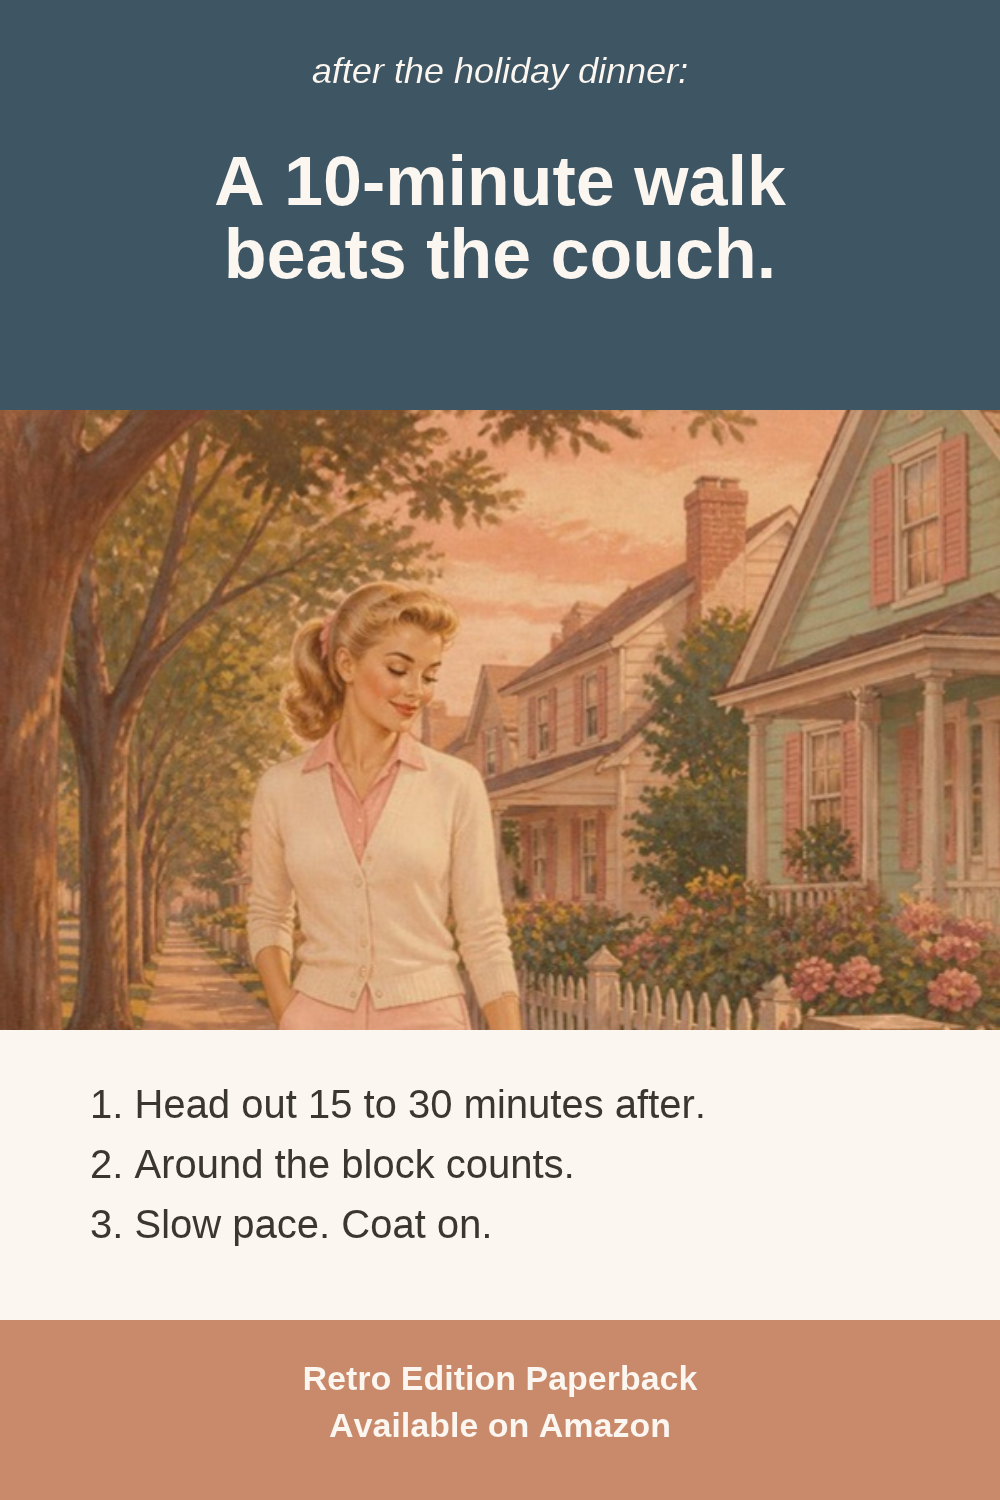 after the holiday dinner:
A 10-minute walk
beats the couch.
1. Head out 15 to 30 minutes after.
2. Around the block counts.
3. Slow pace. Coat on.
Retro Edition Paperback
Available on Amazon